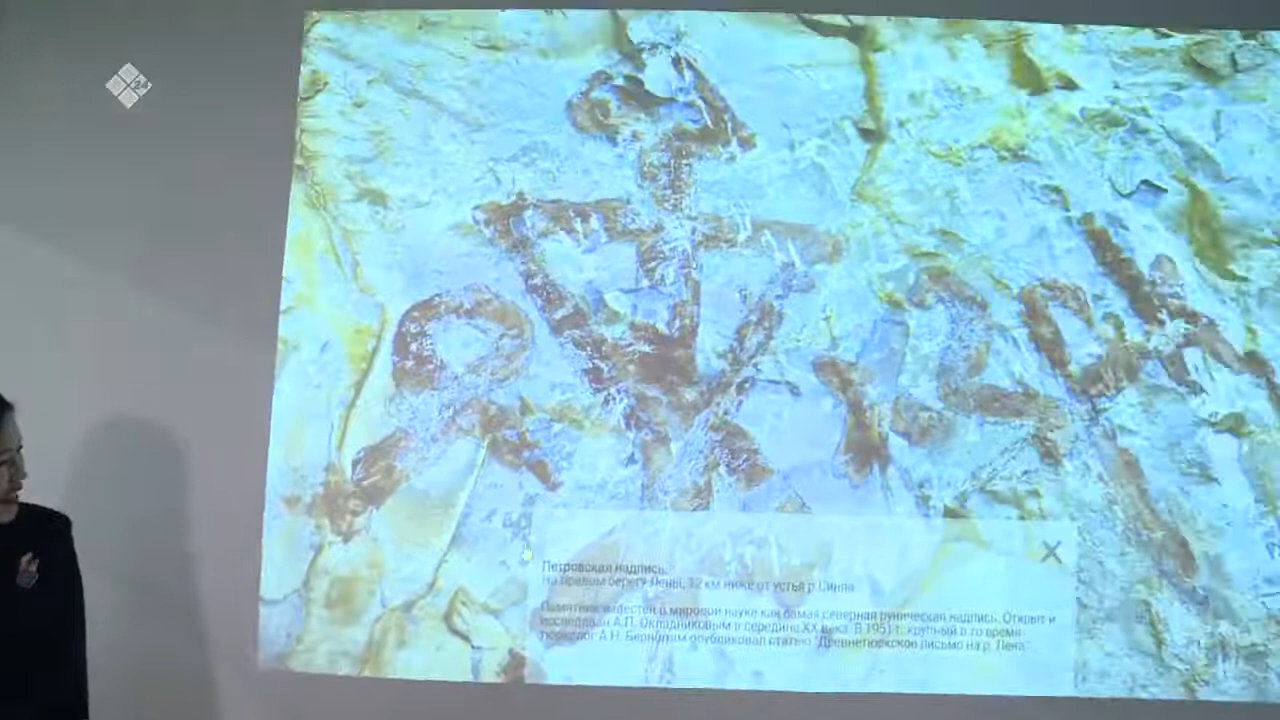 24
Петровская надпись.
На правом берегу Лены, 12 км ниже от устья р.Синяя
Памятник известен в мировой науке как самая северная руническая надпись. Открыт и
исследован А.П. Окладниковым в середине XX века. В 1951 г. крупный в то время
тюрколог А.Н. Бернштам опубликовал статью "Древнетюркское письмо на р. Лена"